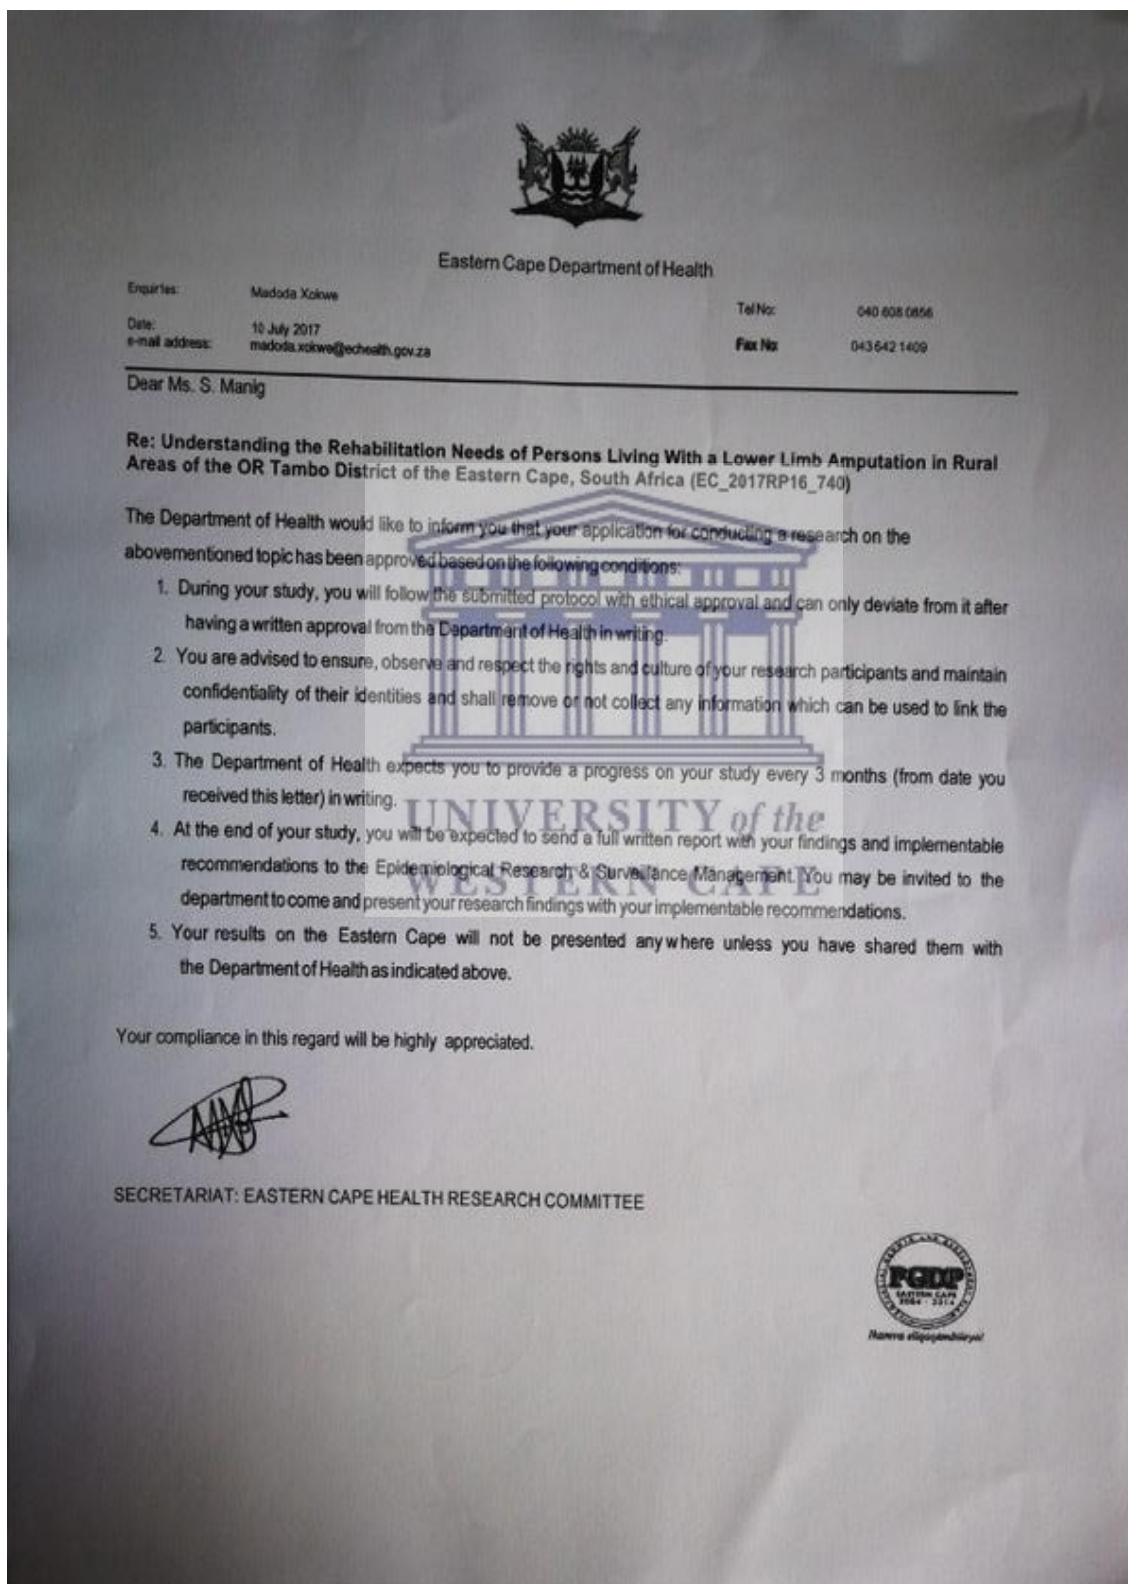 Eastern Cape Department of Health
Enquiries: Madoda Xokwe Tel No: 040 608 0856
Date: 10 July 2017
e-mail address: madoda.xokwe@echealth.gov.za Fax No: 043 642 1409
Dear Ms. S. Manig
Re: Understanding the Rehabilitation Needs of Persons Living With a Lower Limb Amputation in Rural
Areas of the OR Tambo District of the Eastern Cape, South Africa (EC_2017RP16_740)
The Department of Health would like to inform you that your application for conducting a research on the
abovementioned topic has been approved based on the following conditions:
1. During your study, you will follow the submitted protocol with ethical approval and can only deviate from it after
having a written approval from the Department of Health in writing.
2. You are advised to ensure, observe and respect the rights and culture of your research participants and maintain
confidentiality of their identities and shall remove or not collect any information which can be used to link the
participants.
3. The Department of Health expects you to provide a progress on your study every 3 months (from date you
received this letter) in writing.
UNIVERSITY of the
4. At the end of your study, you will be expected to send a full written report with your findings and implementable
recommendations to the Epidemiological Research & Surveillance Management. You may be invited to the
WESTERN CAPE
department to come and present your research findings with your implementable recommendations.
5. Your results on the Eastern Cape will not be presented anywhere unless you have shared them with
the Department of Health as indicated above.
Your compliance in this regard will be highly appreciated.
SECRETARIAT: EASTERN CAPE HEALTH RESEARCH COMMITTEE
PGDP
EASTERN CAPE
2004 - 2014